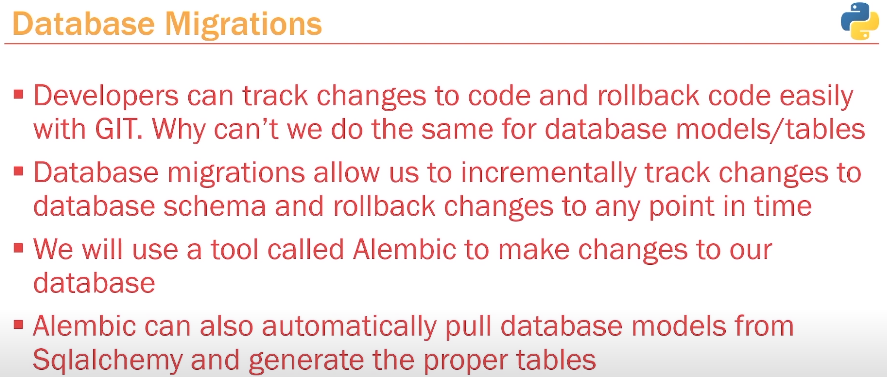 Database Migrations
▪ Developers can track changes to code and rollback code easily
with GIT. Why can't we do the same for database models/tables
▪ Database migrations allow us to incrementally track changes to
database schema and rollback changes to any point in time
▪ We will use a tool called Alembic to make changes to our
database
▪ Alembic can also automatically pull database models from
Sqlalchemy and generate the proper tables